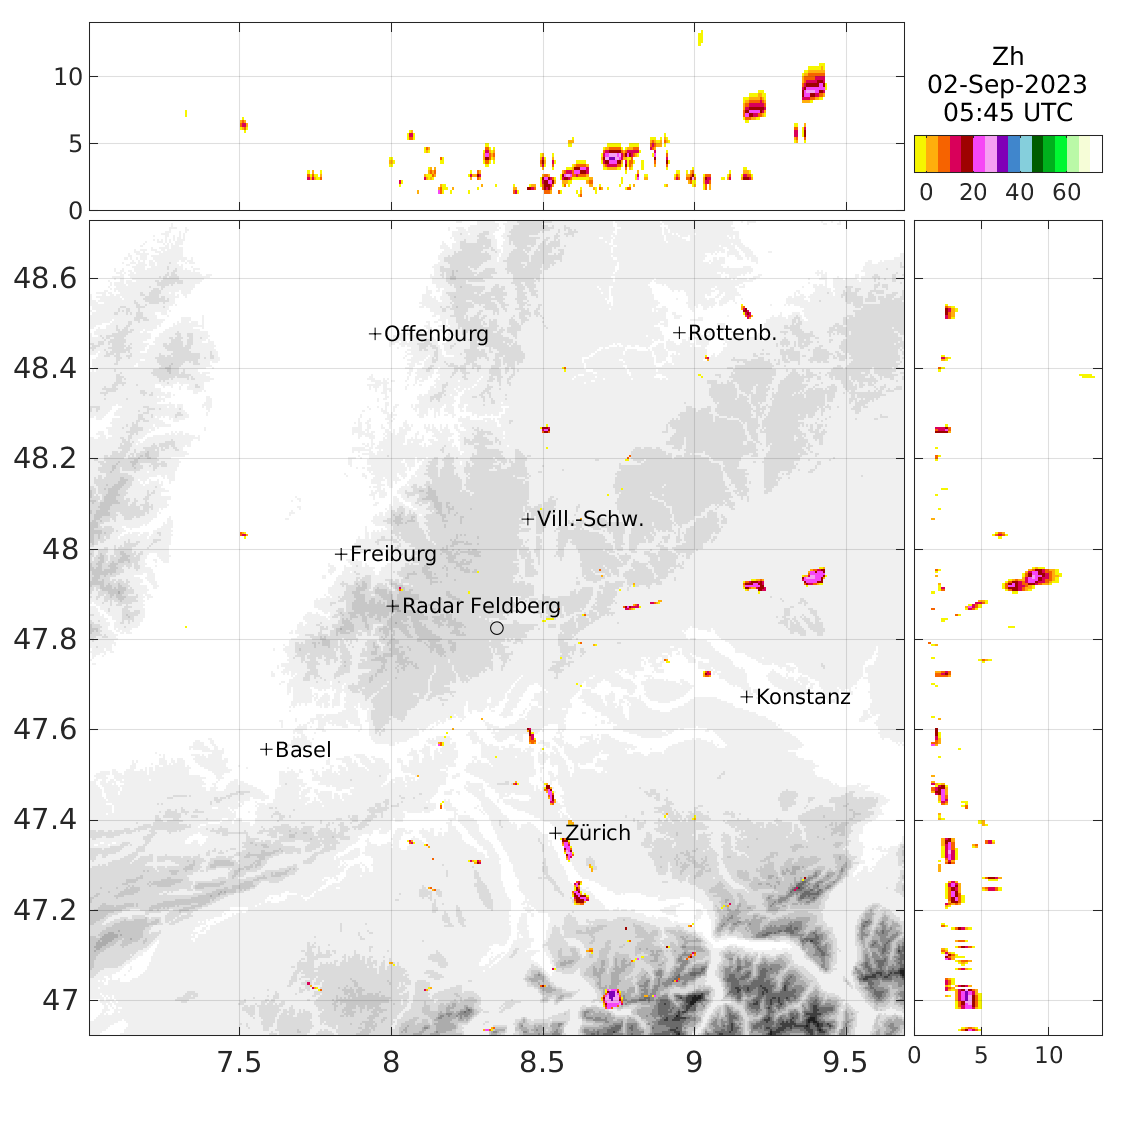 10
5
0
Zh
02-Sep-2023
05:45 UTC
0 20 40 60
48.6
48.4
48.2
48
47.8
47.6
47.4
47.2
47
+Offenburg
+Rottenb.
+Vill.-Schw.
+Freiburg
+Radar Feldberg
+Konstanz
+Basel
+Zürich
7.5 8 8.5 9 9.5
0 5 10